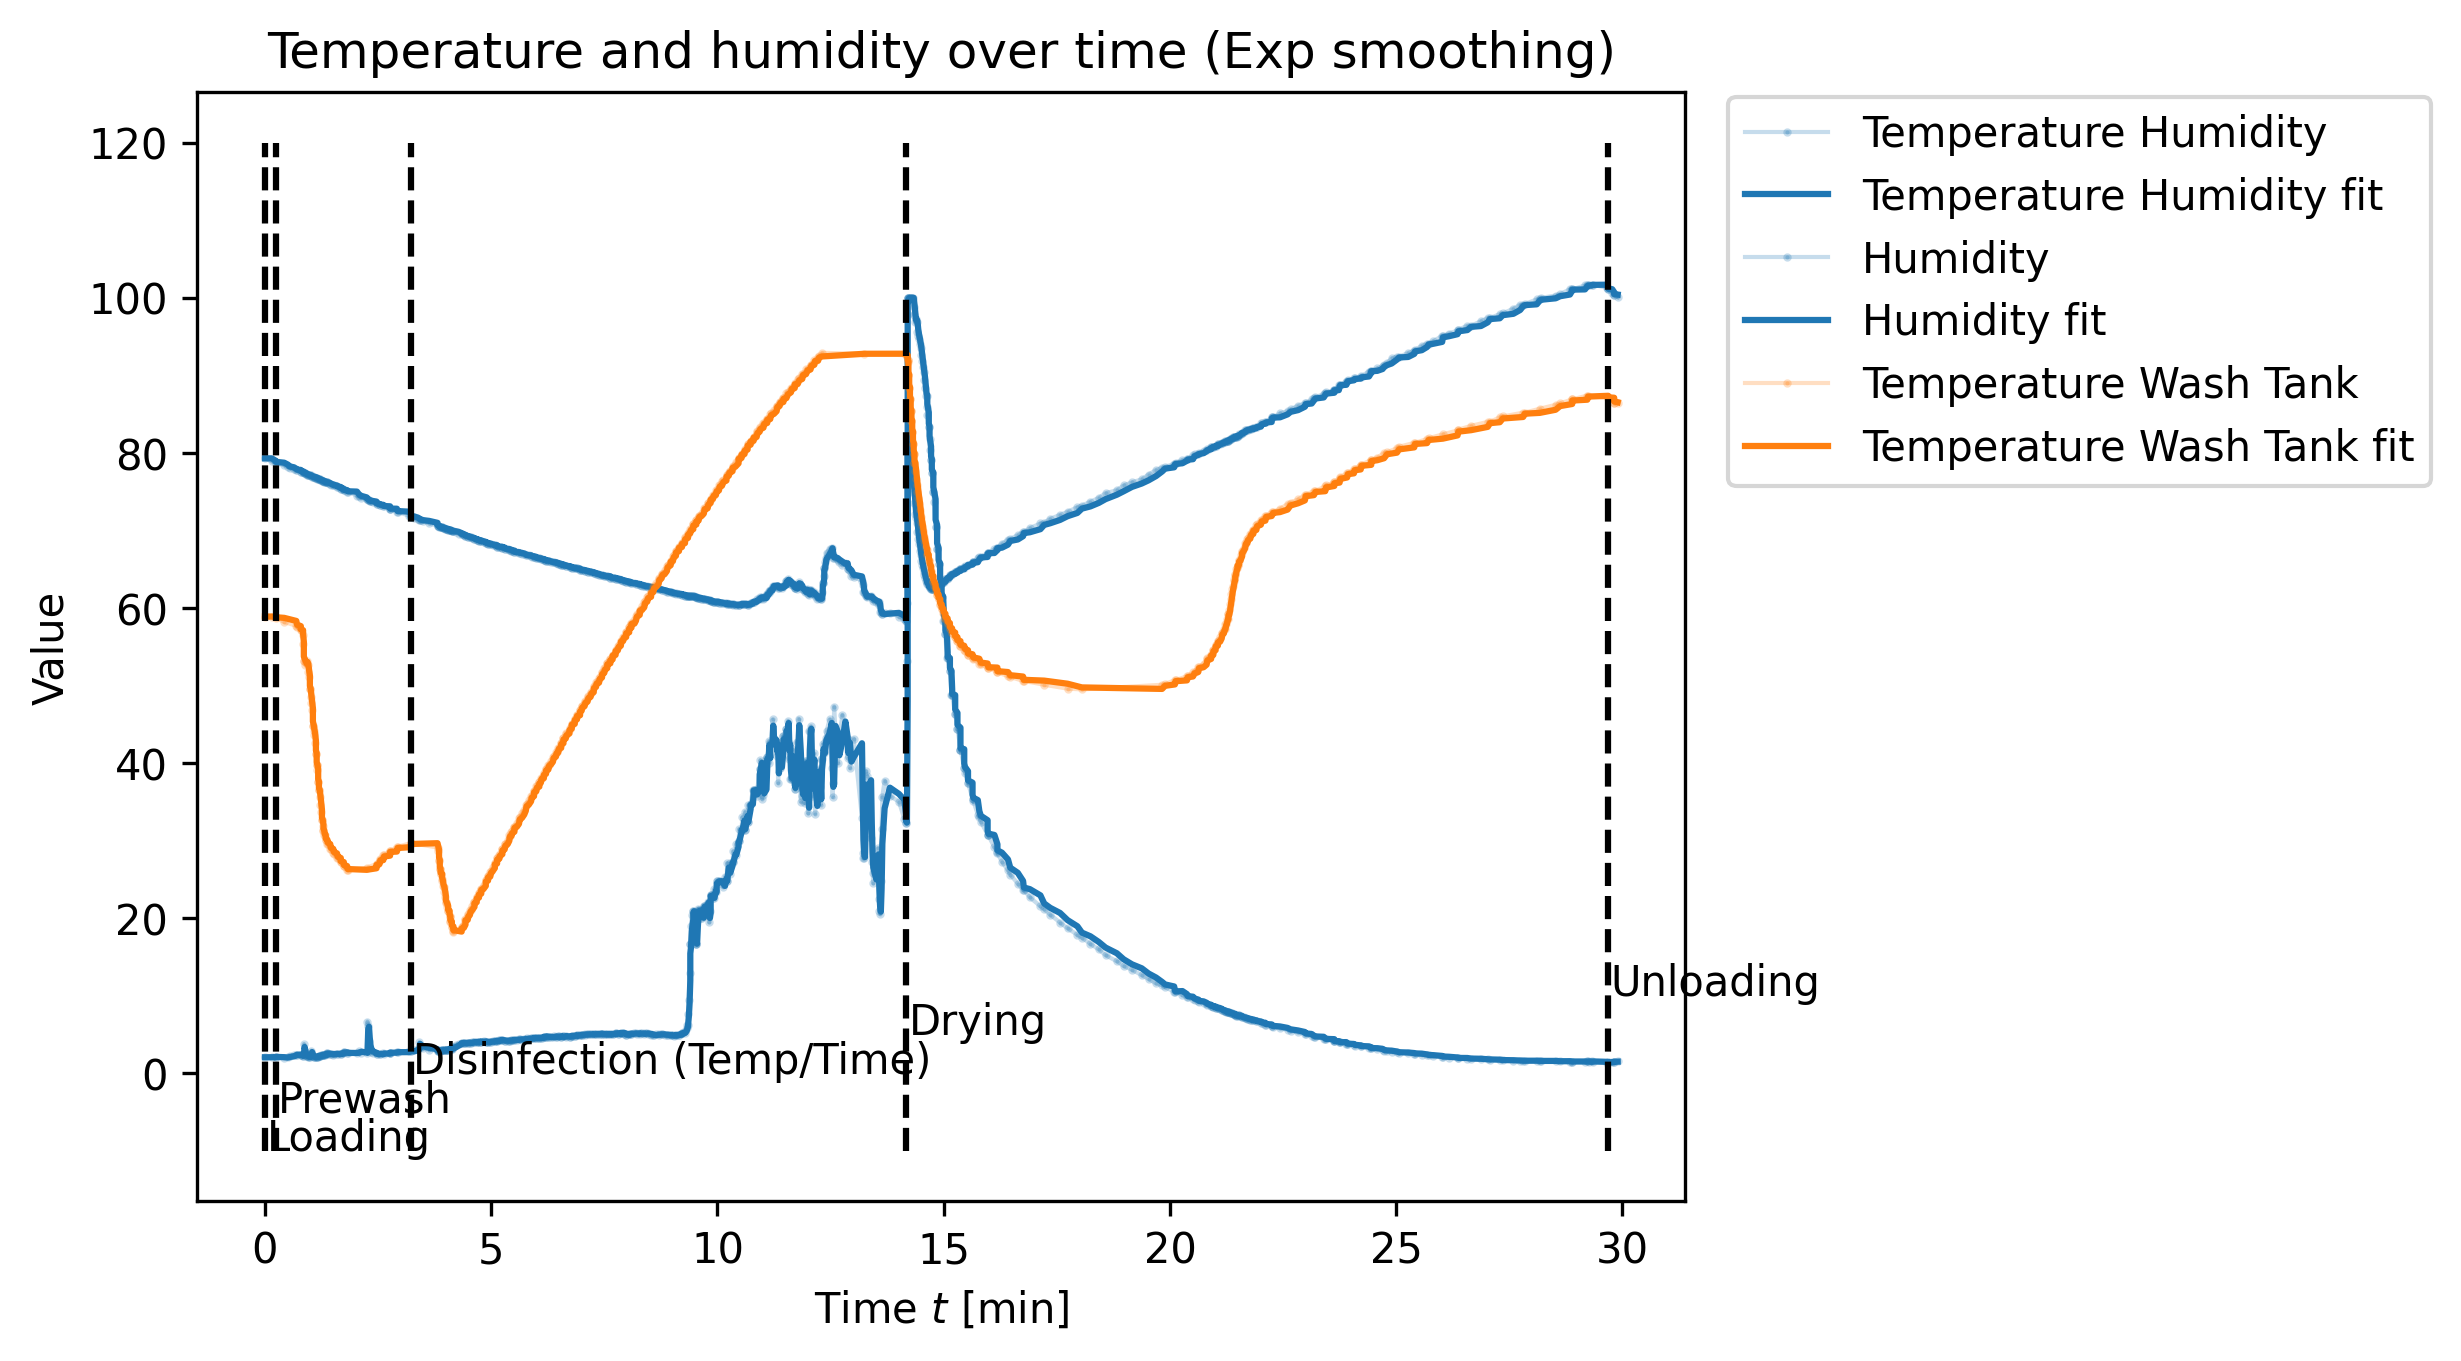 Temperature and humidity over time (Exp smoothing)
120
100
80
60
40
20
0
Value
Temperature Humidity
Temperature Humidity fit
Humidity
Humidity fit
Temperature Wash Tank
Temperature Wash Tank fit
Unloading
Drying
Disinfection (Temp/Time)
Prewash
Loading
0 5 10 15 20 25 30
Time t [min]